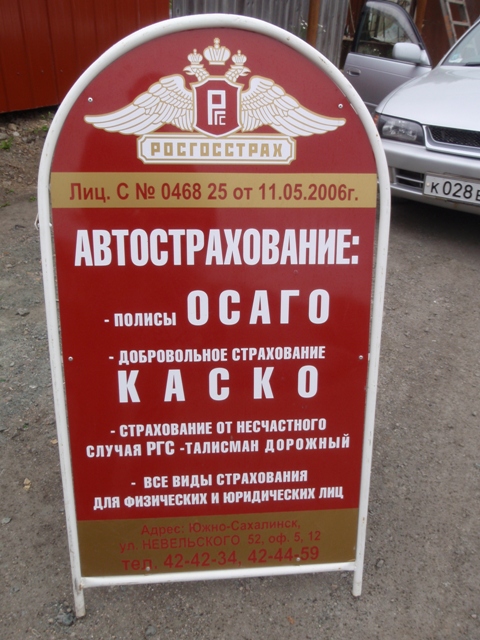 РГС
РОСГОССТРАХ
Лиц. С № 0468 25 от 11.05.2006г.
АВТОСТРАХОВАНИЕ:
- ПОЛИСЫ ОСАГО
- ДОБРОВОЛЬНОЕ СТРАХОВАНИЕ
КАСКО
- СТРАХОВАНИЕ ОТ НЕСЧАСТНОГО
СЛУЧАЯ РГС -ТАЛИСМАН ДОРОЖНЫЙ
- ВСЕ ВИДЫ СТРАХОВАНИЯ
ДЛЯ ФИЗИЧЕСКИХ И ЮРИДИЧЕСКИХ ЛИЦ
Адрес: Южно-Сахалинск,
ул. НЕВЕЛЬСКОГО 52, оф. 5, 12
тел. 42-42-34, 42-44-59
К028